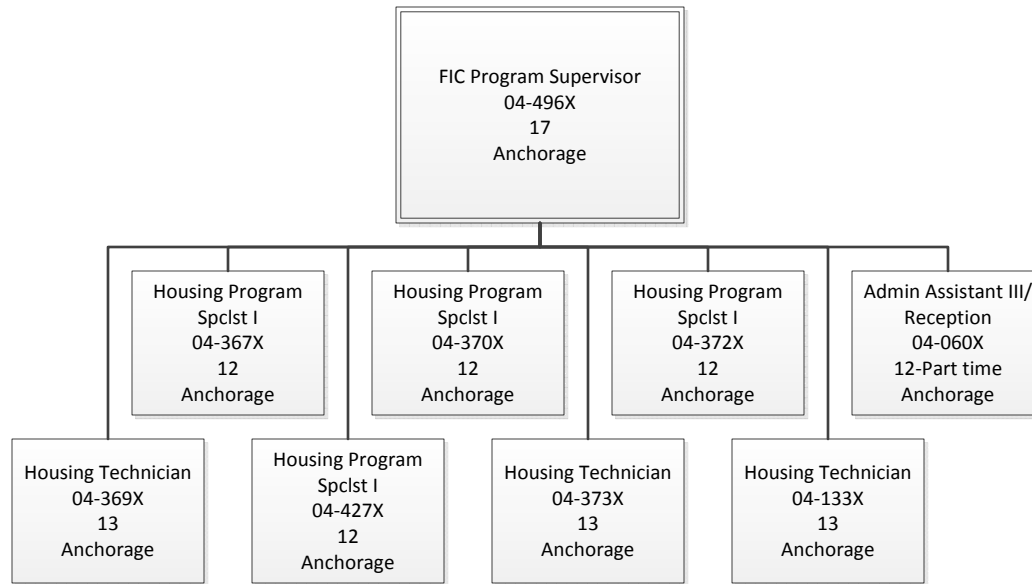 FIC Program Supervisor
04-496X
17
Anchorage
Housing Program
Spclst I
04-367X
12
Anchorage
Housing Program
Spclst I
04-370X
12
Anchorage
Housing Program
Spclst I
04-372X
12
Anchorage
Admin Assistant III/
Reception
04-060X
12-Part time
Anchorage
Housing Technician
04-369X
13
Anchorage
Housing Program
Spclst I
04-427X
12
Anchorage
Housing Technician
04-373X
13
Anchorage
Housing Technician
04-133X
13
Anchorage